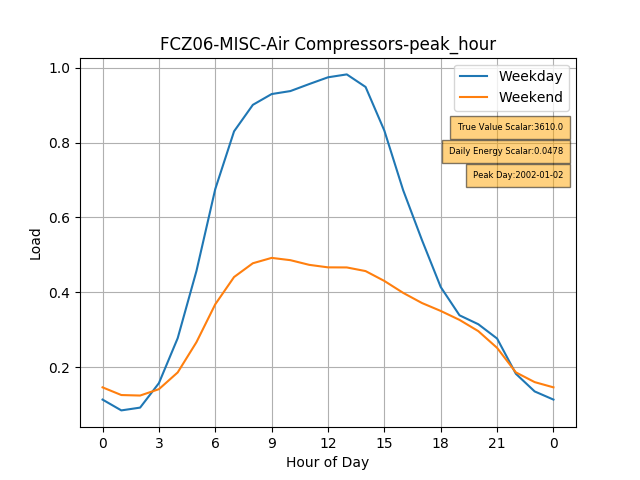 FCZ06-MISC-Air Compressors-peak_hour
Weekday
Weekend
True Value Scalar:3610.0
Daily Energy Scalar:0.0478
Peak Day:2002-01-02
Load
1.0
0.8
0.6
0.4
0.2
0 3 6 9 12 15 18 21 0
Hour of Day